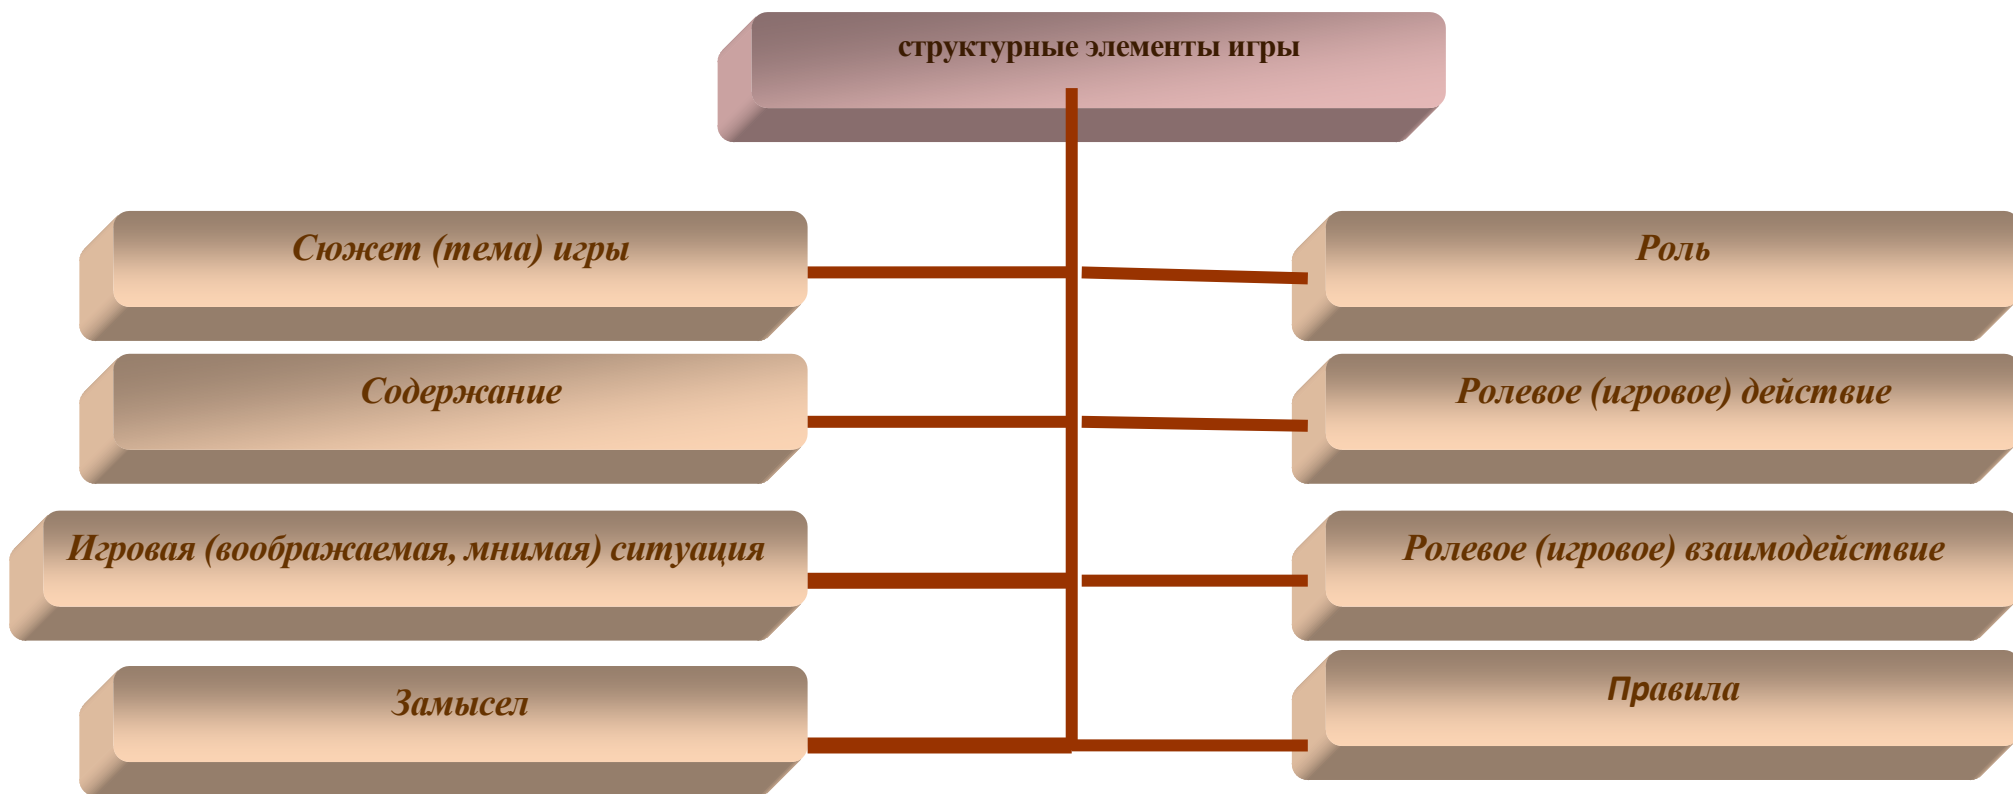 структурные элементы игры
Сюжет (тема) игры
Роль
Содержание
Ролевое (игровое) действие
Игровая (воображаемая, мнимая) ситуация
Ролевое (игровое) взаимодействие
Замысел
Правила